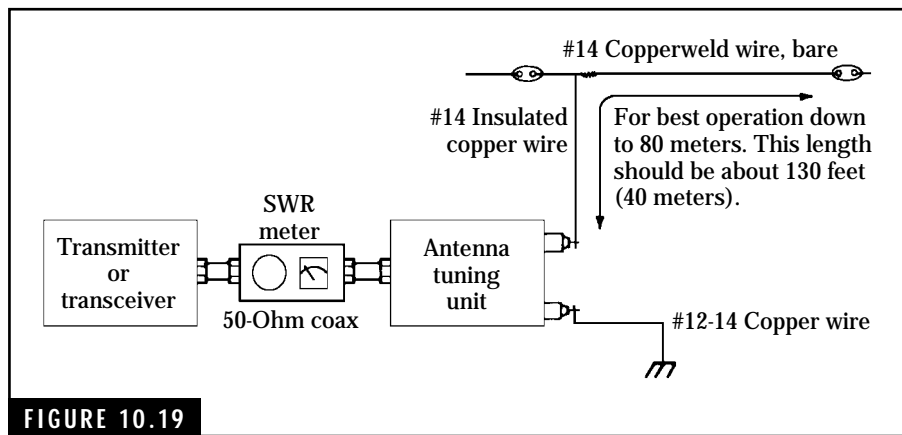 #14 Copperweld wire, bare
#14 Insulated
copper wire
For best operation down
to 80 meters. This length
should be about 130 feet
(40 meters).
SWR
meter
Transmitter
or
transceiver
Antenna
tuning
unit
50-Ohm coax
#12-14 Copper wire
FIGURE 10.19